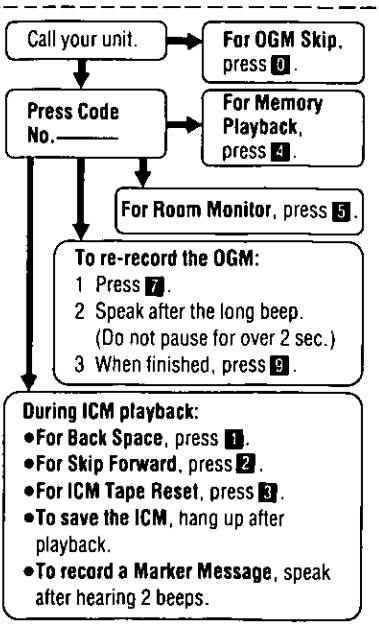 Call your unit.
For OGM Skip,
press 0.
Press Code
No.
For Memory
Playback,
press 4.
For Room Monitor, press 5.
To re-record the OGM:
1 Press 7.
2 Speak after the long beep.
(Do not pause for over 2 sec.)
3 When finished, press 9.
During ICM playback:
●For Back Space, press 1.
●For Skip Forward, press 2.
●For ICM Tape Reset, press 3.
●To save the ICM, hang up after
playback.
●To record a Marker Message, speak
after hearing 2 beeps.